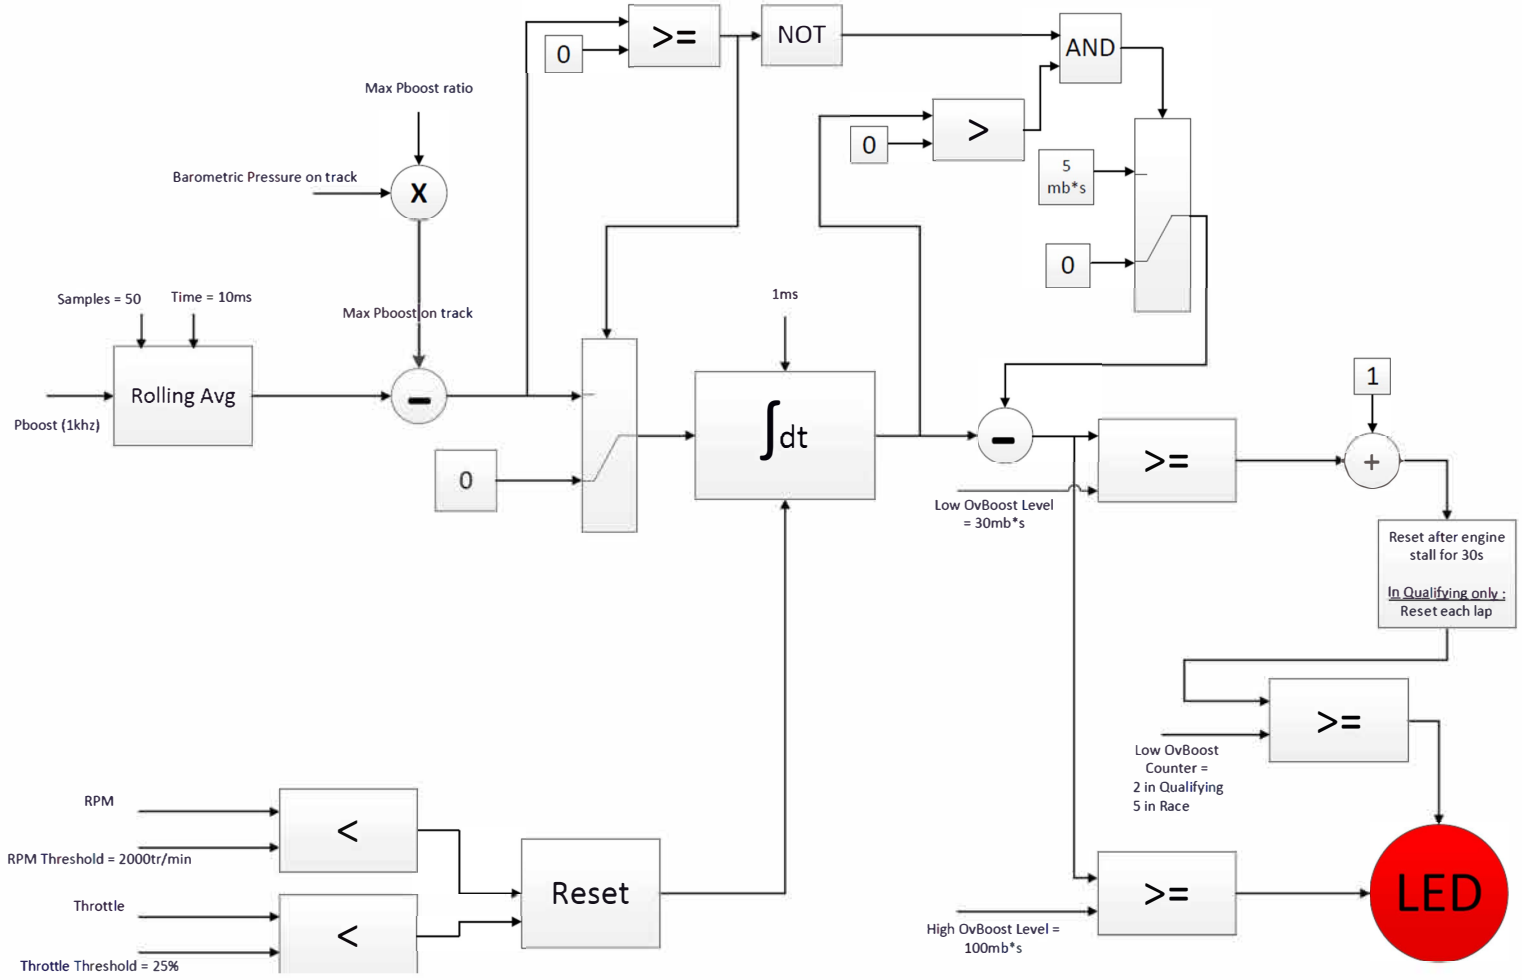 >=
0
NOT
AND
Max Pboost ratio
>
0
Barometric Pressure on track
X
5
mb*s
0
Samples = 50
Time = 10ms
1ms
Max Pboost on track
Rolling Avg
-
Pboost (1khz)
∫dt
0
-
1
>=
+
Low OvBoost Level
= 30mb*s
Reset after engine
stall for 30s
In Qualifying only :
Reset each lap
>=
Low OvBoost
Counter =
2 in Qualifying
5 in Race
RPM
<
RPM Threshold = 2000tr/min
Reset
Throttle
<
Throttle Threshold = 25%
>=
LED
High OvBoost Level =
100mb*s